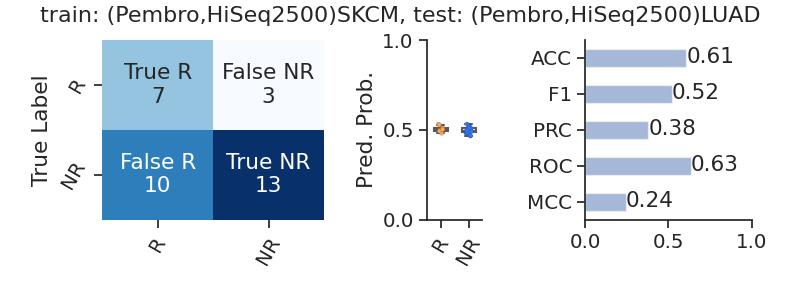 train: (Pembro,HiSeq2500)SKCM, test: (Pembro,HiSeq2500)LUAD
True Label
R
NR
True R
7
False NR
3
False R
10
True NR
13
R
NR
Pred. Prob.
1.0
0.5
0.0
R
NR
ACC
0.61
F1
0.52
PRC
0.38
ROC
0.63
MCC
0.24
0.0
0.5
1.0